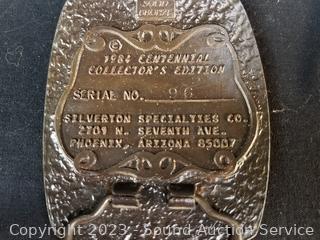 SOLID
BRONZE
© 1984 CENTENNIAL
COLLECTOR'S EDITION
SERIAL NO. 96
SILVERTON SPECIALTIES CO.
2701 N. SEVENTH AVE.
PHOENIX, ARIZONA 85007
Copyright 2023 - Sound Auction Service